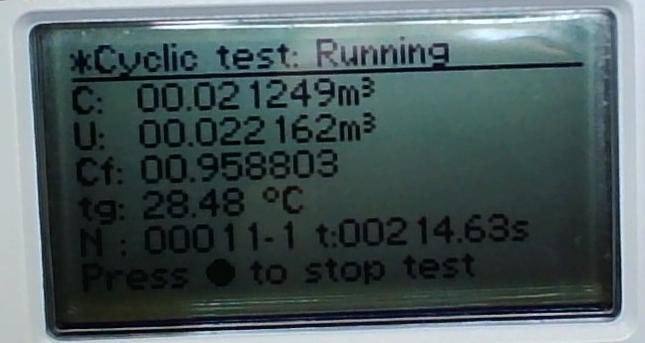 *Cyclic test: Running
C: 00.021249m³
U: 00.022162m³
Cf: 00.958803
tg: 28.48 °C
N : 00011-1 t:00214.63s
Press ● to stop test